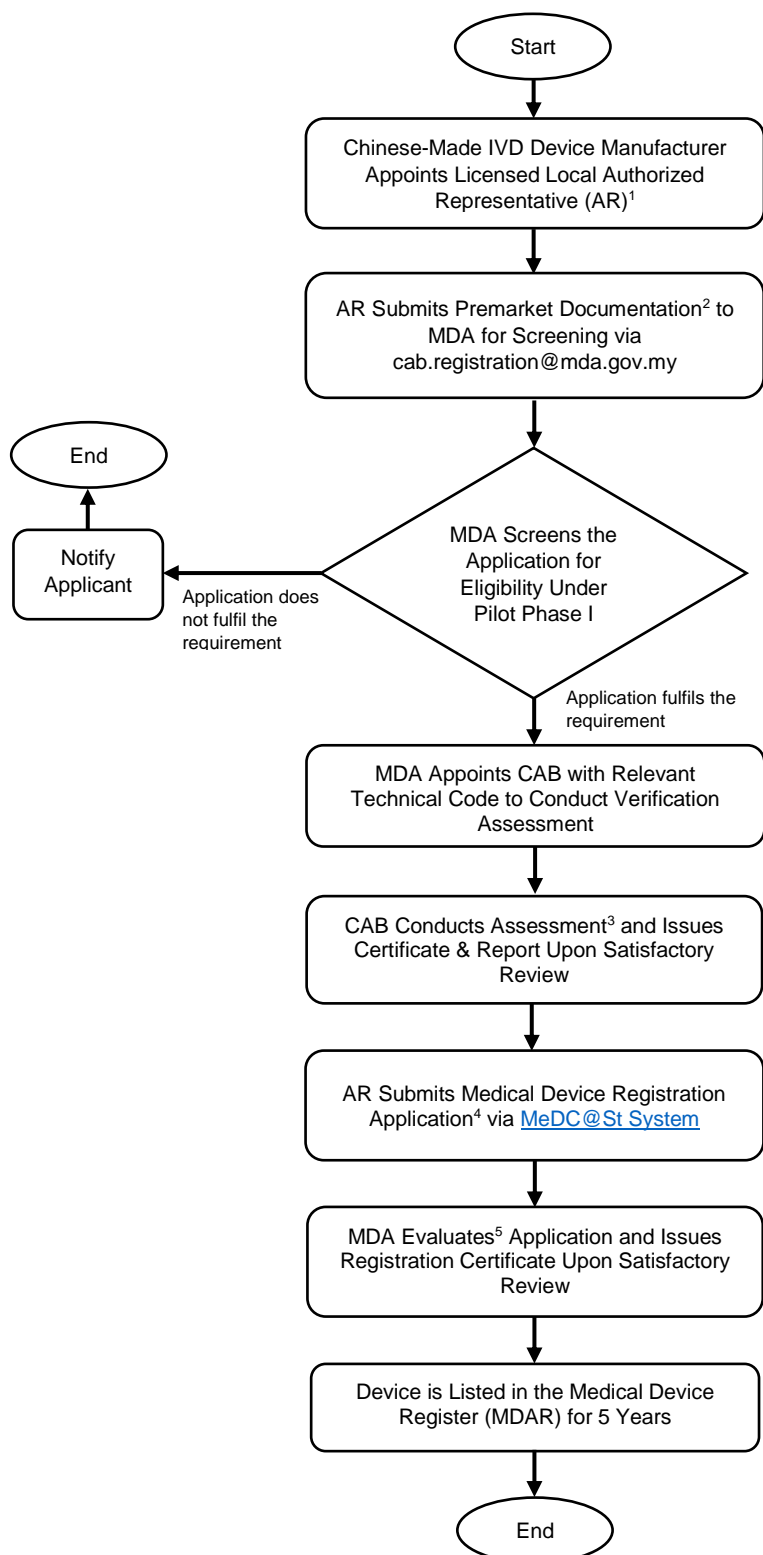 Start
Chinese-Made IVD Device Manufacturer
Appoints Licensed Local Authorized
Representative (AR)¹
AR Submits Premarket Documentation² to
MDA for Screening via
cab.registration@mda.gov.my
End
Notify
Applicant
MDA Screens the
Application for
Eligibility Under
Pilot Phase I
Application does
not fulfil the
requirement
Application fulfils the
requirement
MDA Appoints CAB with Relevant
Technical Code to Conduct Verification
Assessment
CAB Conducts Assessment³ and Issues
Certificate & Report Upon Satisfactory
Review
AR Submits Medical Device Registration
Application⁴ via MeDC@St System
MDA Evaluates⁵ Application and Issues
Registration Certificate Upon Satisfactory
Review
Device is Listed in the Medical Device
Register (MDAR) for 5 Years
End